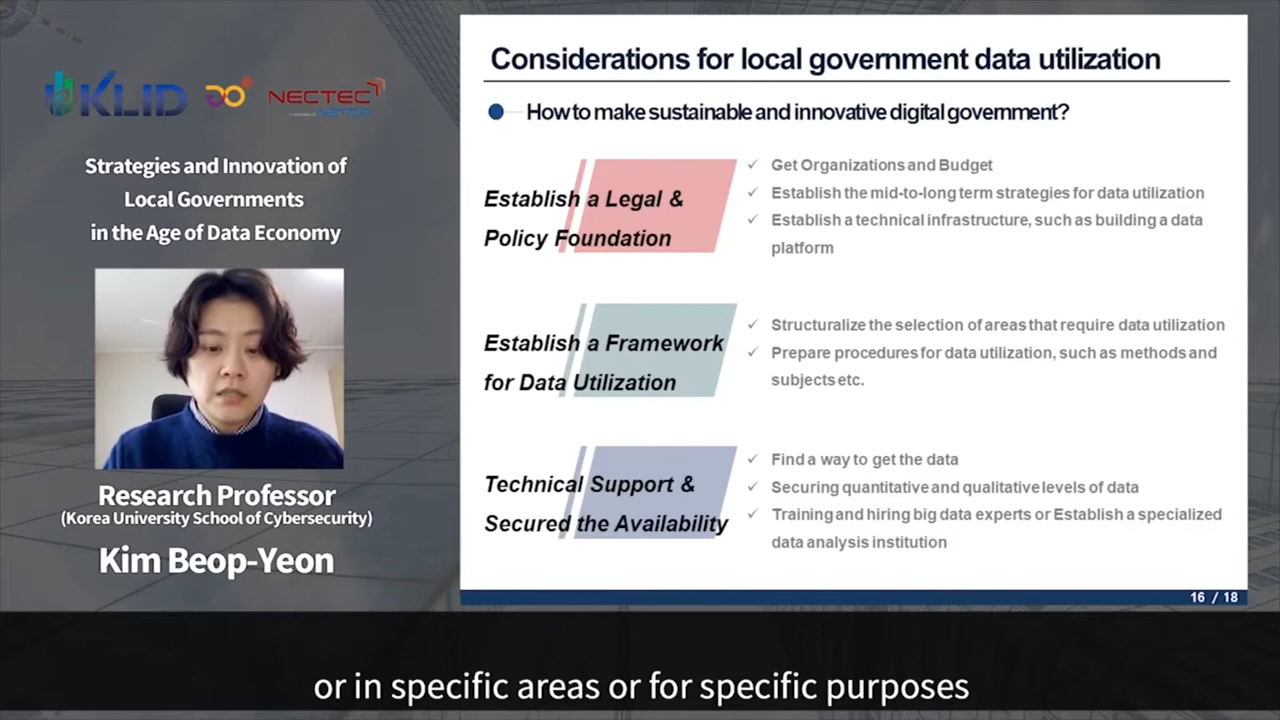 KLID
NECTEC
Strategies and Innovation of
Local Governments
in the Age of Data Economy
Research Professor
(Korea University School of Cybersecurity)
Kim Beop-Yeon
Considerations for local government data utilization
How to make sustainable and innovative digital government?
Establish a Legal &
Policy Foundation
✓ Get Organizations and Budget
✓ Establish the mid-to-long term strategies for data utilization
✓ Establish a technical infrastructure, such as building a data
platform
Establish a Framework
for Data Utilization
✓ Structuralize the selection of areas that require data utilization
✓ Prepare procedures for data utilization, such as methods and
subjects etc.
Technical Support &
Secured the Availability
✓ Find a way to get the data
✓ Securing quantitative and qualitative levels of data
✓ Training and hiring big data experts or Establish a specialized
data analysis institution
16 / 18
or in specific areas or for specific purposes